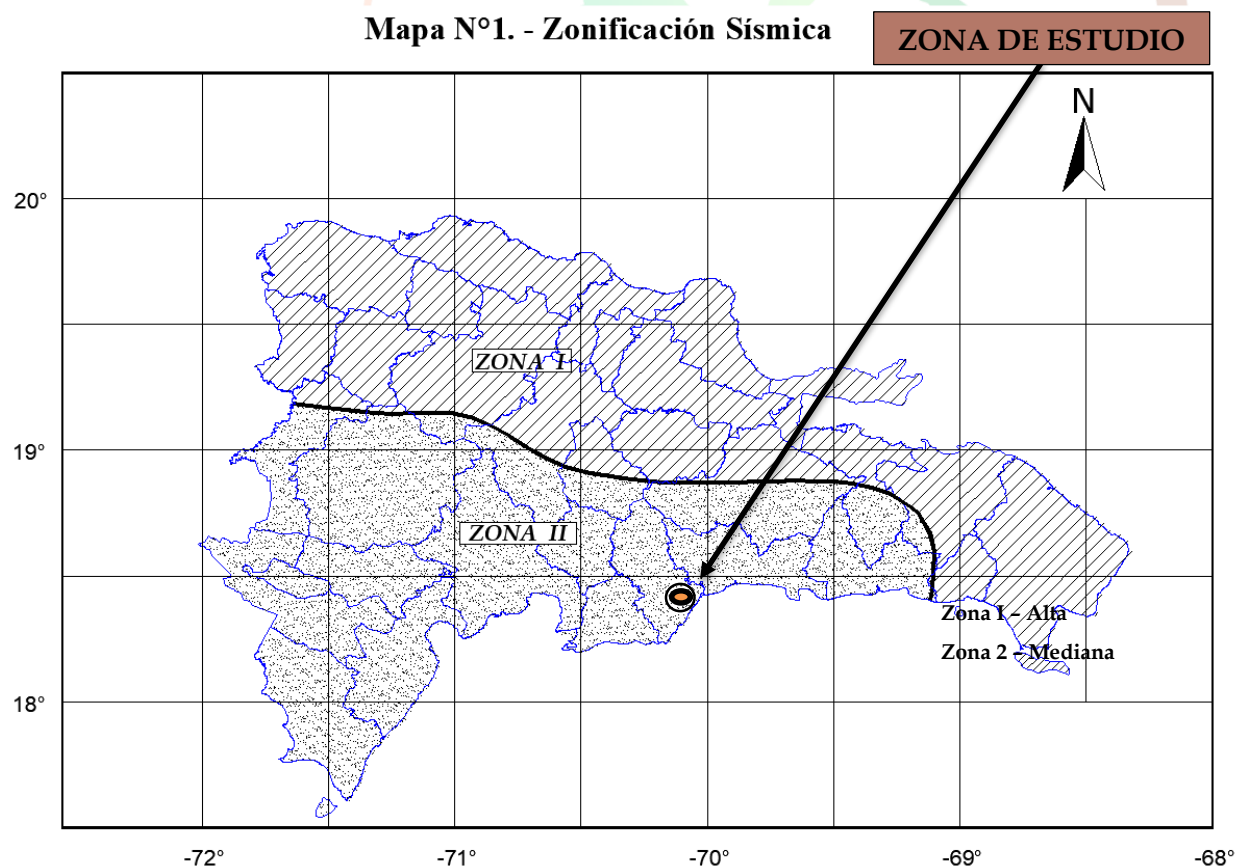 Mapa N°1. - Zonificación Sísmica
ZONA DE ESTUDIO
N
20°
ZONA I
19°
ZONA II
Zona I – Alta
Zona 2 – Mediana
18°
-72°
-71°
-70°
-69°
-68°